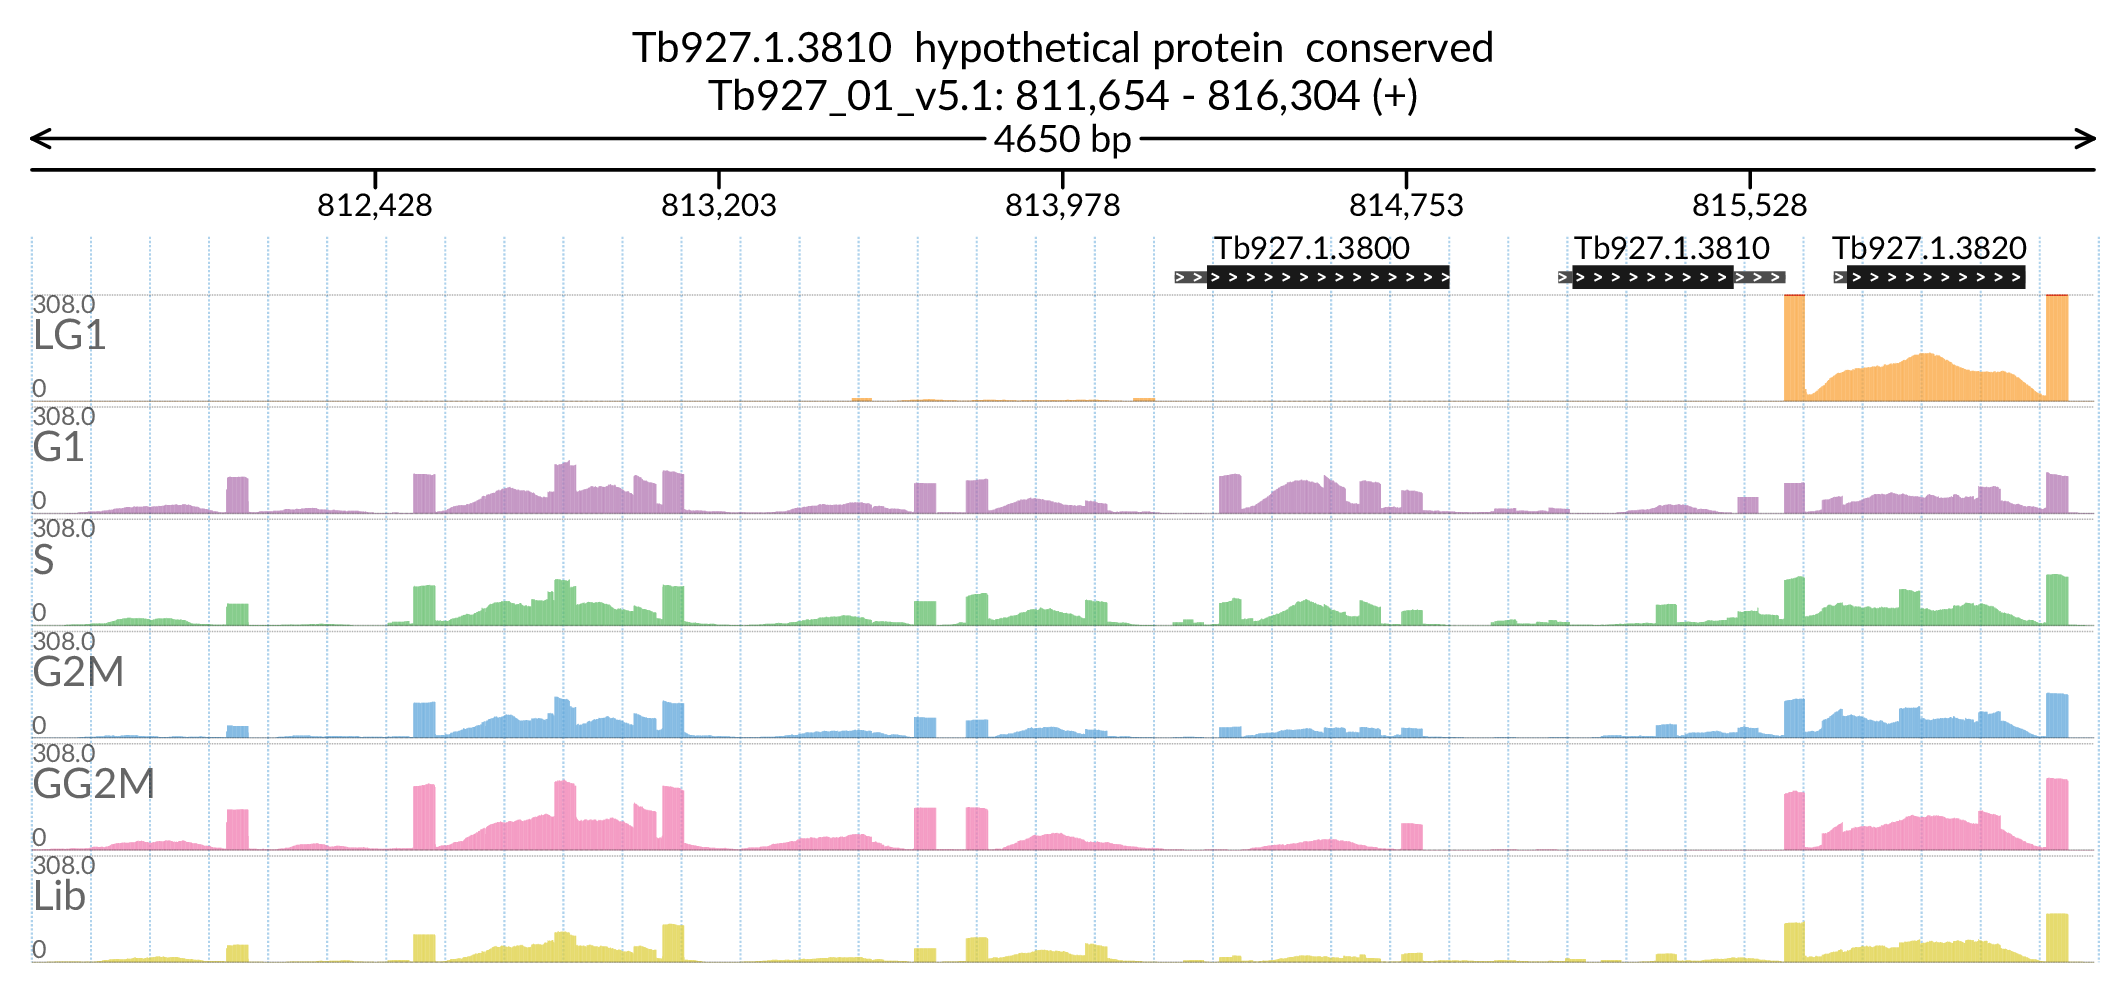 Tb927.1.3810  hypothetical protein  conserved
Tb927_01_v5.1: 811,654 - 816,304 (+)
4650 bp
812,428 813,203 813,978 814,753 815,528
Tb927.1.3800 Tb927.1.3810 Tb927.1.3820
308.0
LG1
0
308.0
G1
0
308.0
S
0
308.0
G2M
0
308.0
GG2M
0
308.0
Lib
0